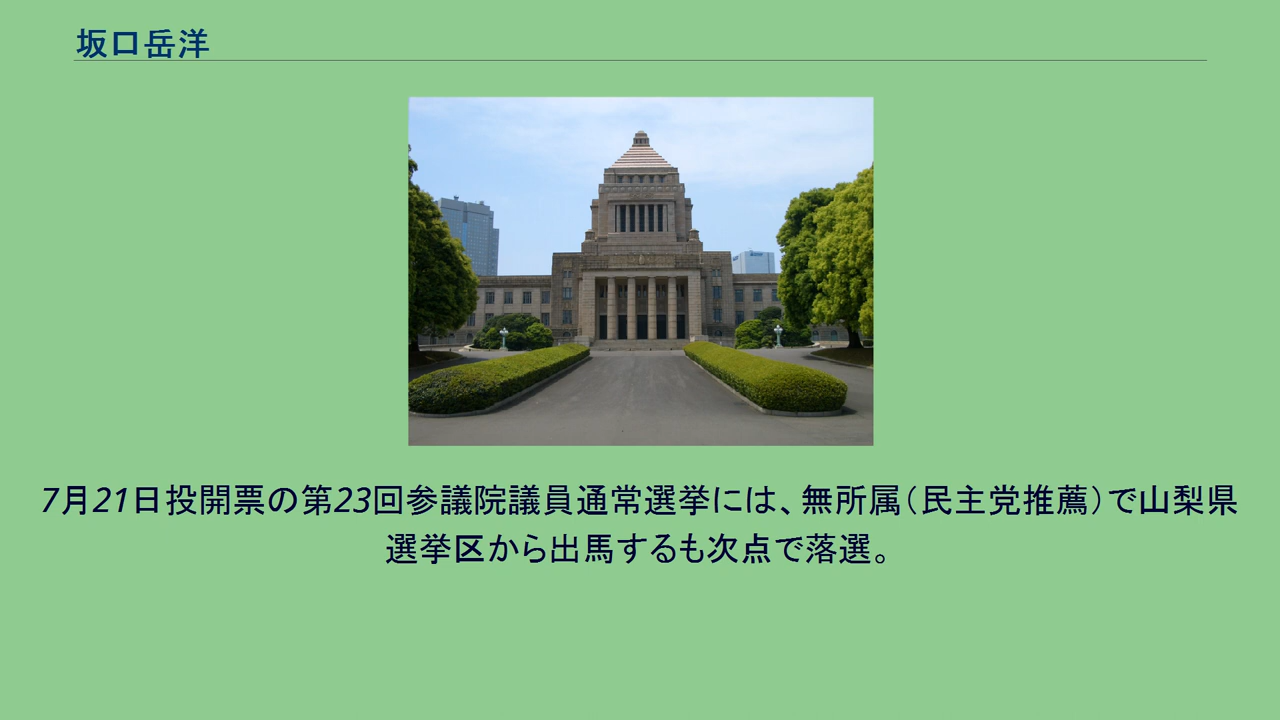 坂口岳洋
7月21日投開票の第23回参議院議員通常選挙には、無所属（民主党推薦）で山梨県
選挙区から出馬するも次点で落選。